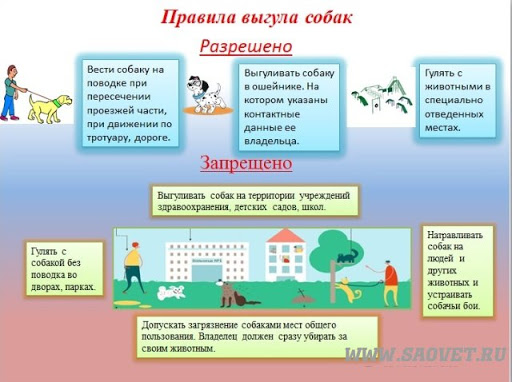 Правила выгула собак
Разрешено
Вести собаку на
поводке при
пересечении
проезжей части,
при движении по
тротуару, дороге.
Выгуливать собаку
в ошейнике. На
котором указаны
контактные
данные ее
владельца.
Гулять с
животными в
специально
отведенных
местах.
Запрещено
Выгуливать собак на территории учреждений
здравоохранения, детских садов, школ.
Гулять с
собакой без
поводка во
дворах, парках.
Натравливать
собак на
людей и
других
животных и
устраивать
собачьи бои.
Допускать загрязнение собаками мест общего
пользования. Владелец должен сразу убирать за
своим животным.
WWW.SAOVET.RU